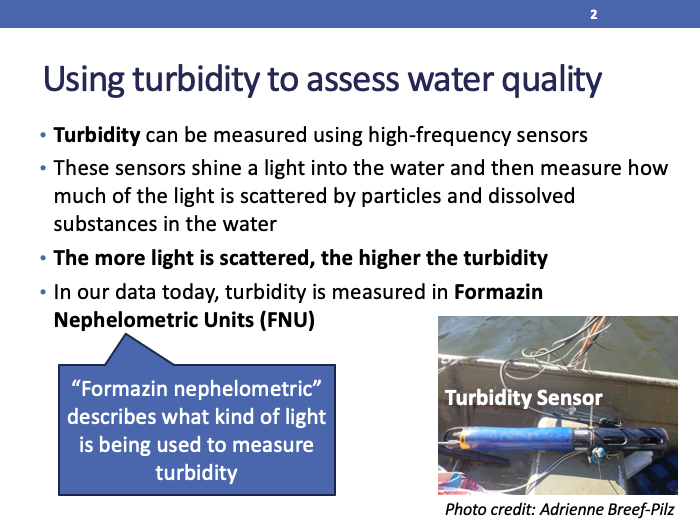 2
Using turbidity to assess water quality
• Turbidity can be measured using high-frequency sensors
• These sensors shine a light into the water and then measure how
much of the light is scattered by particles and dissolved
substances in the water
• The more light is scattered, the higher the turbidity
• In our data today, turbidity is measured in Formazin
Nephelometric Units (FNU)
“Formazin nephelometric”
describes what kind of light
is being used to measure
turbidity
Turbidity Sensor
Photo credit: Adrienne Breef-Pilz